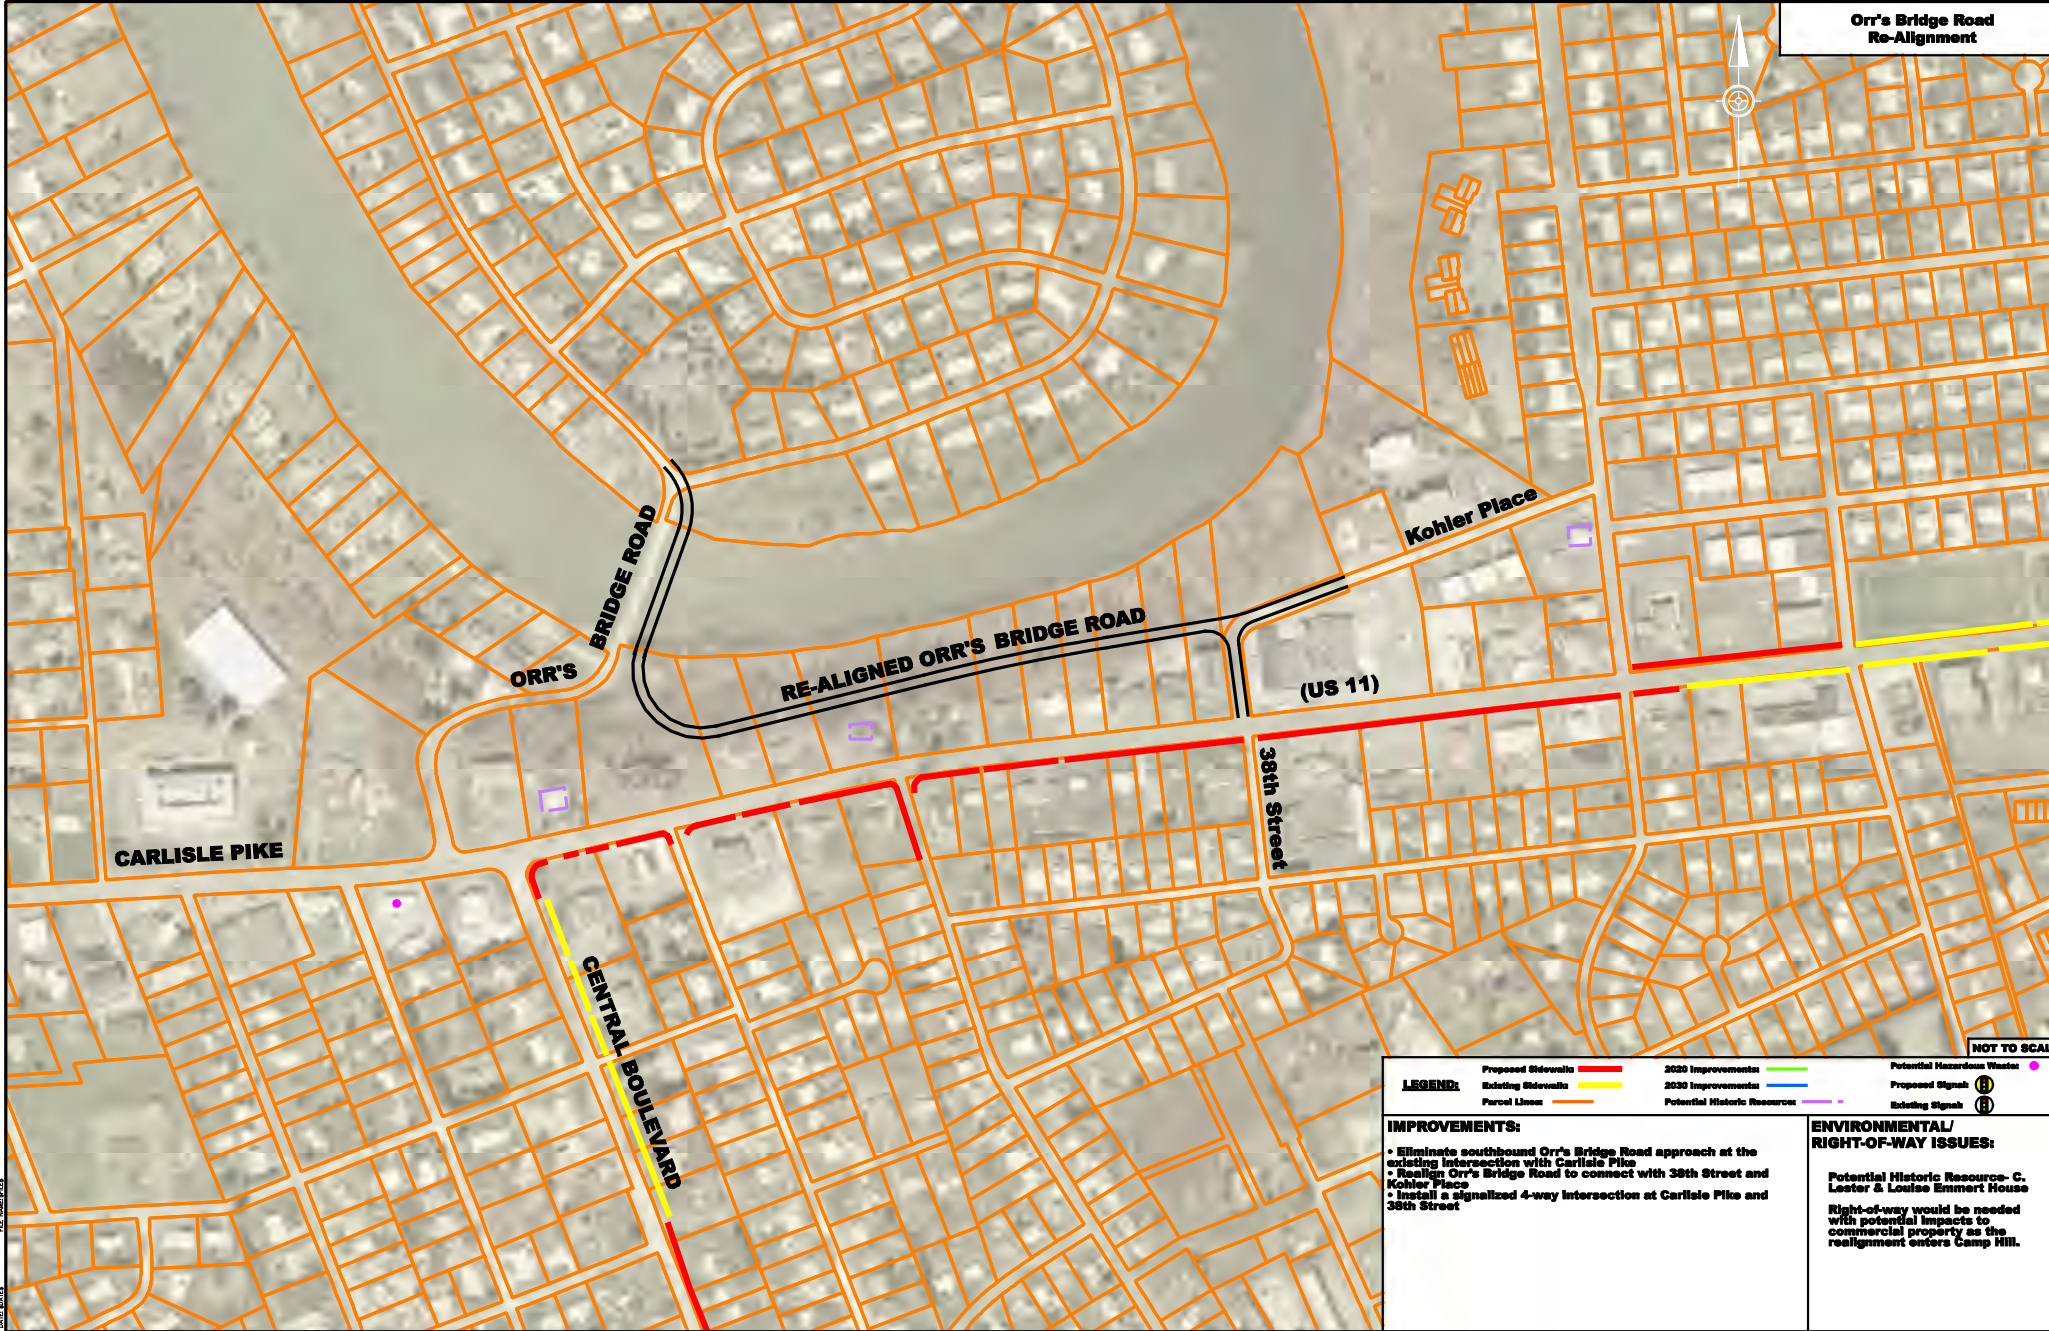 Orr's Bridge Road
Re-Alignment
BRIDGE ROAD
ORR'S
RE-ALIGNED ORR'S BRIDGE ROAD
Kohler Place
(US 11)
38th Street
CARLISLE PIKE
CENTRAL BOULEVARD
NOT TO SCAL
LEGEND:
Proposed Sidewalk:
Existing Sidewalk:
Parcel Lines:
2020 Improvements:
2030 Improvements:
Potential Historic Resource:
Potential Hazardous Waste:
Proposed Signal:
Existing Signal:
IMPROVEMENTS:
• Eliminate southbound Orr's Bridge Road approach at the
existing intersection with Carlisle Pike
• Realign Orr's Bridge Road to connect with 38th Street and
Kohler Place
• Install a signalized 4-way intersection at Carlisle Pike and
38th Street
ENVIRONMENTAL/
RIGHT-OF-WAY ISSUES:
Potential Historic Resource- C.
Lester & Louise Emmert House
Right-of-way would be needed
with potential impacts to
commercial property as the
realignment enters Camp Hill.